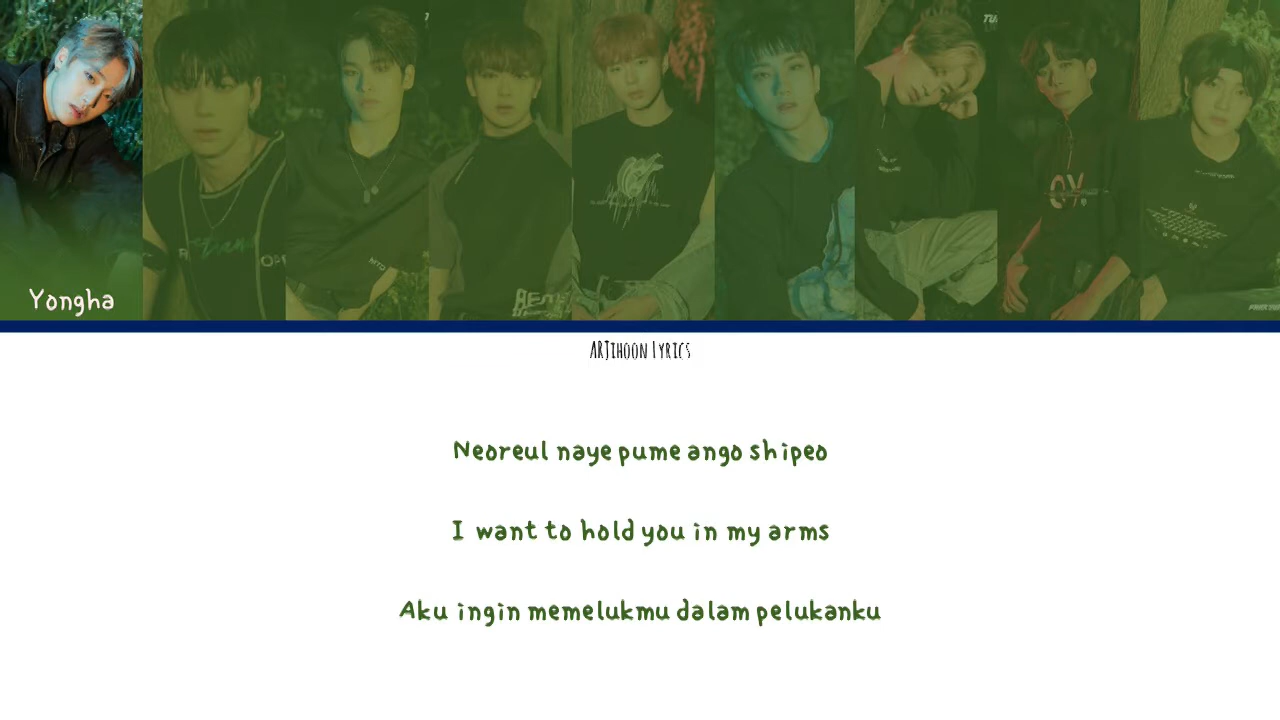 Yongha
ARJihoon Lyrics
Neoreul naye pume ango shipeo
I want to hold you in my arms
Aku ingin memelukmu dalam pelukanku